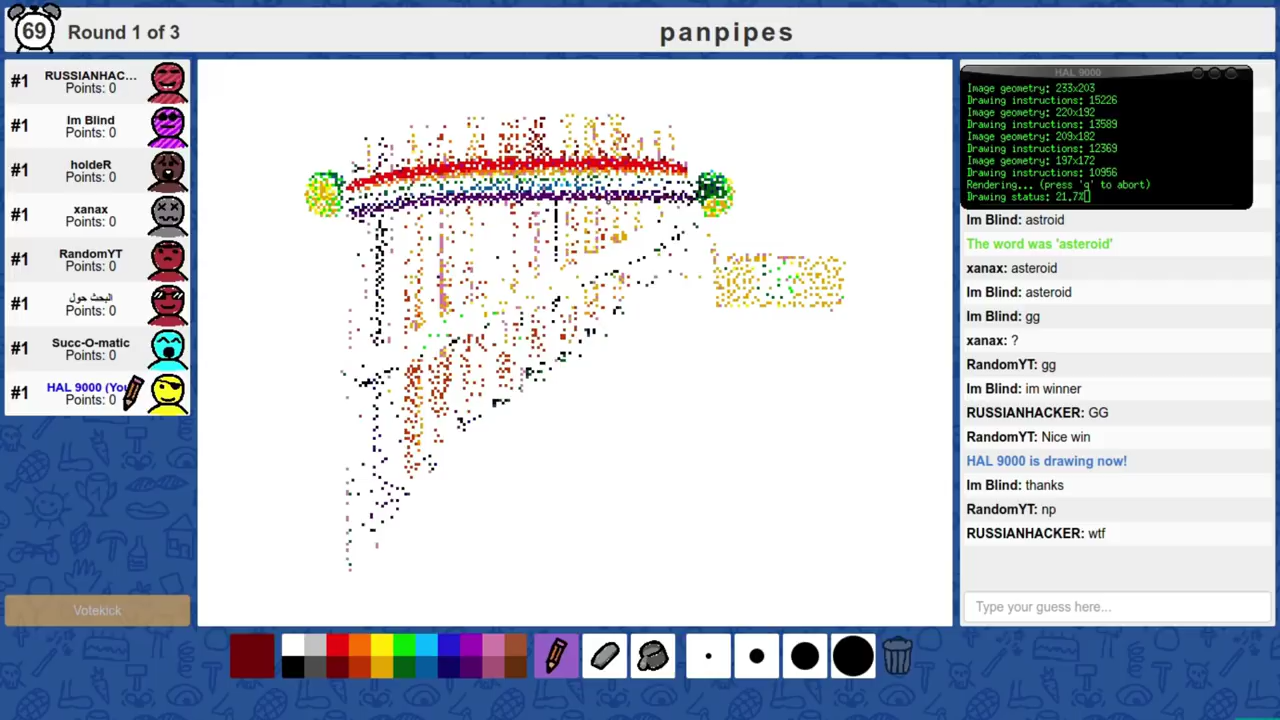 69
Round 1 of 3
panpipes
#1
RUSSIANHAC...
Points: 0
#1
Im Blind
Points: 0
#1
holdeR
Points: 0
#1
xanax
Points: 0
#1
RandomYT
Points: 0
#1
البحث حول
Points: 0
#1
Succ-O-matic
Points: 0
#1
HAL 9000 (You
Points: 0
Votekick
HAL 9000
Image geometry: 233x203
Drawing instructions: 15226
Image geometry: 220x192
Drawing instructions: 13589
Image geometry: 209x182
Drawing instructions: 12369
Image geometry: 197x172
Drawing instructions: 10956
Rendering... (press 'q' to abort)
Drawing status: 21.7%
Im Blind: astroid
The word was 'asteroid'
xanax: asteroid
Im Blind: asteroid
Im Blind: gg
xanax: ?
RandomYT: gg
Im Blind: im winner
RUSSIANHACKER: GG
RandomYT: Nice win
HAL 9000 is drawing now!
Im Blind: thanks
RandomYT: np
RUSSIANHACKER: wtf
Type your guess here...